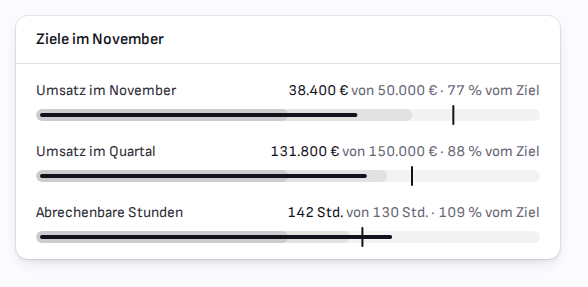 Ziele im November
Umsatz im November 38.400 € von 50.000 € · 77 % vom Ziel
Umsatz im Quartal 131.800 € von 150.000 € · 88 % vom Ziel
Abrechenbare Stunden 142 Std. von 130 Std. · 109 % vom Ziel